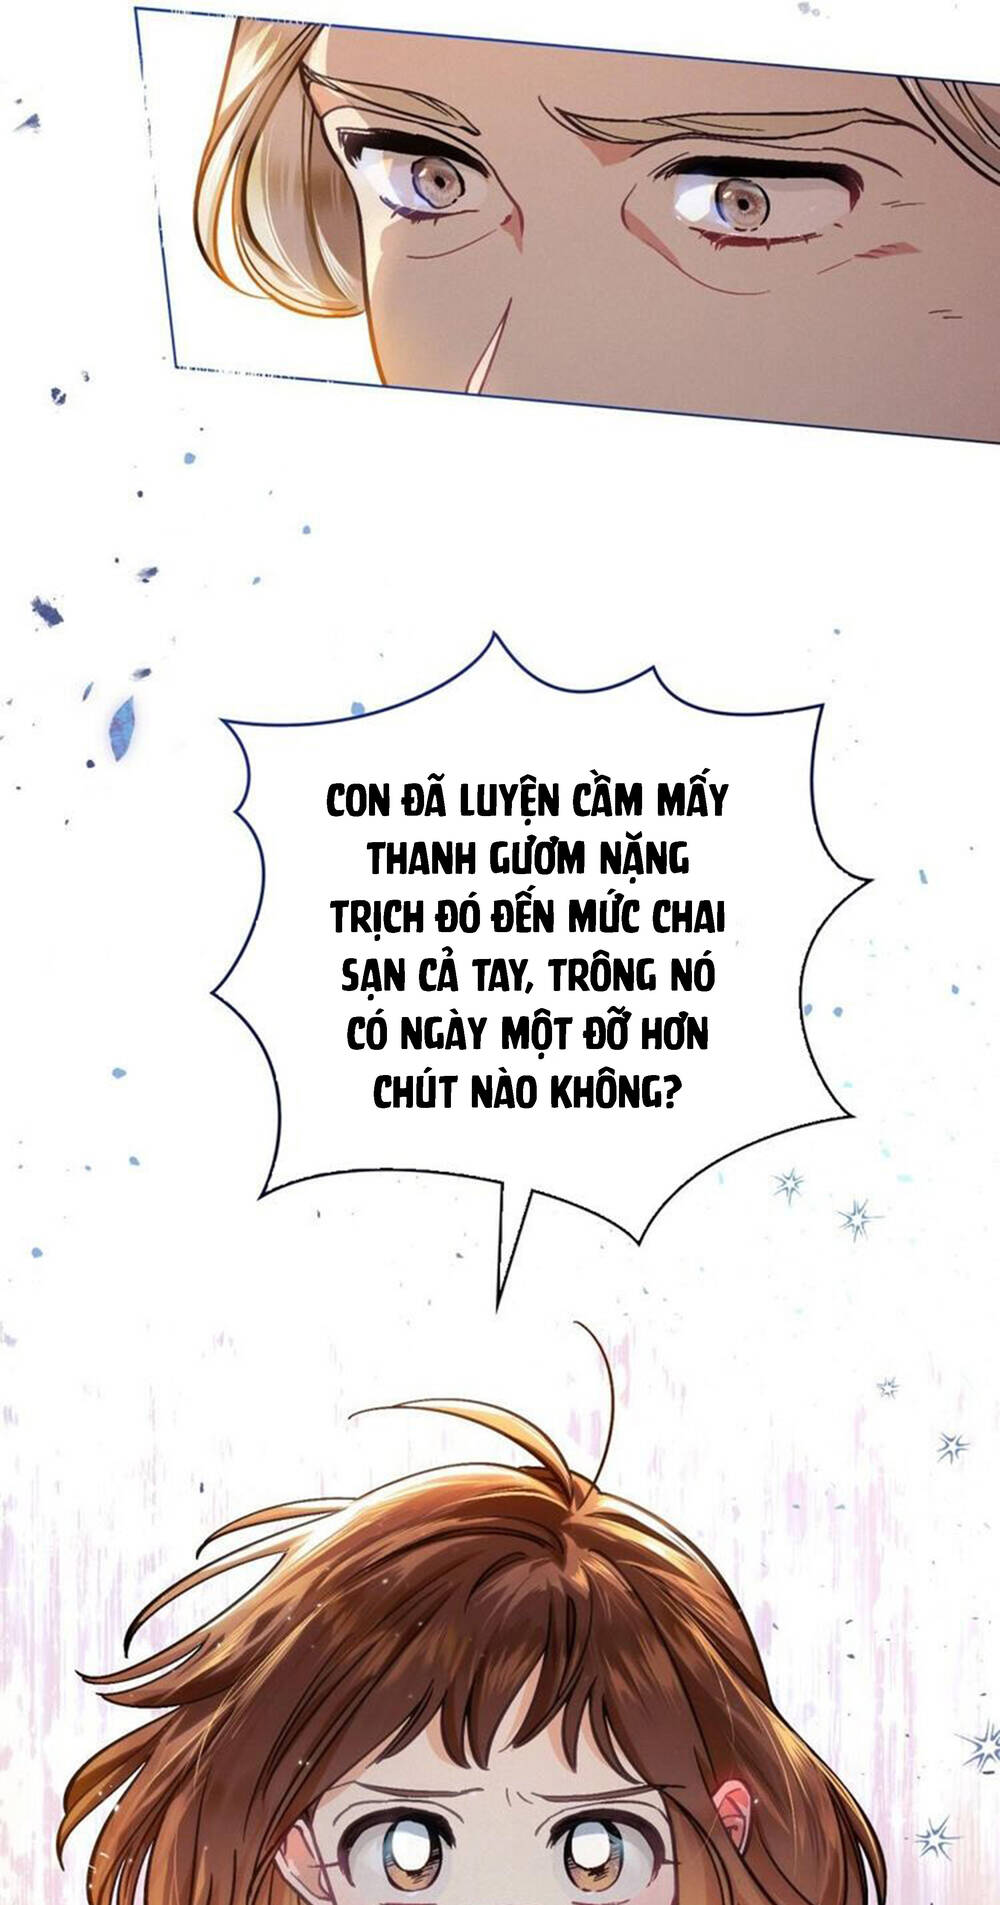 CON ĐÃ LUYỆN CẦM MẤY
THANH GƯƠM NẶNG
TRỊCH ĐÓ ĐẾN MỨC CHAI
SẠN CẢ TAY, TRÔNG NÓ
CÓ NGÀY MỘT ĐỠ HƠN
CHÚT NÀO KHÔNG?